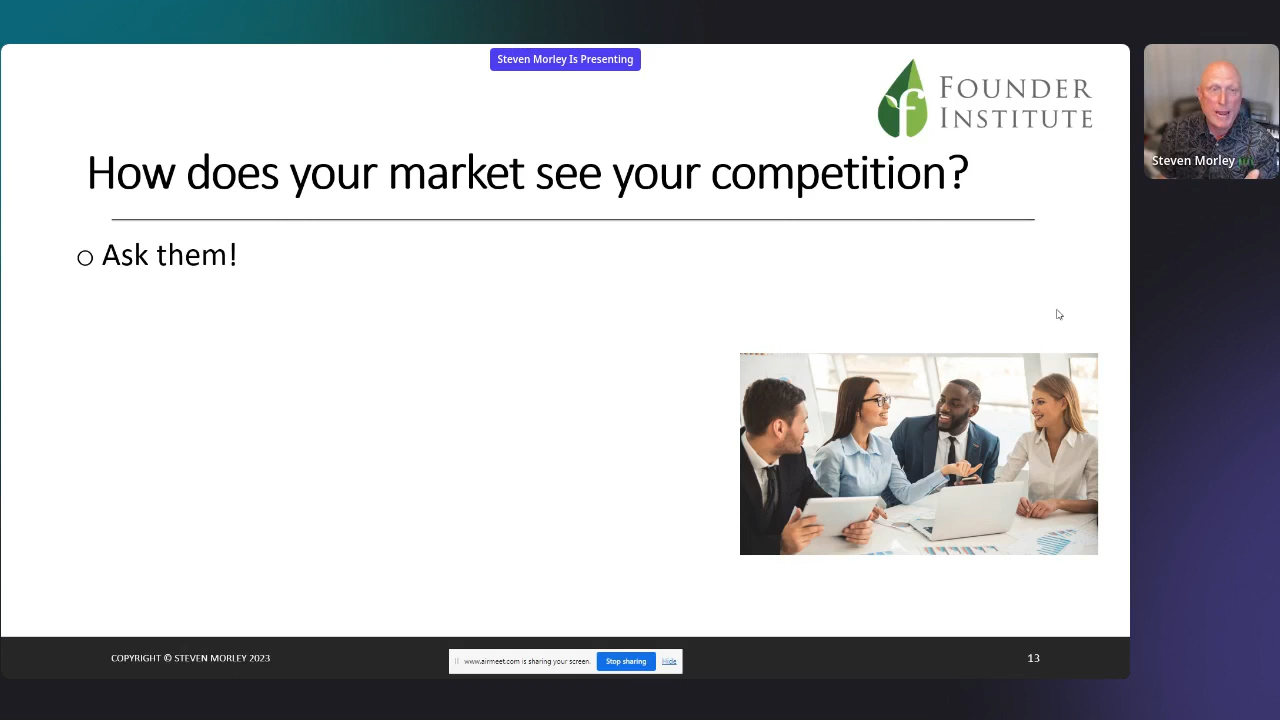 Steven Morley Is Presenting
FOUNDER
INSTITUTE
How does your market see your competition?
Ask them!
Steven Morley
COPYRIGHT © STEVEN MORLEY 2023
www.airmeet.com is sharing your screen.
Stop sharing
Hide
13